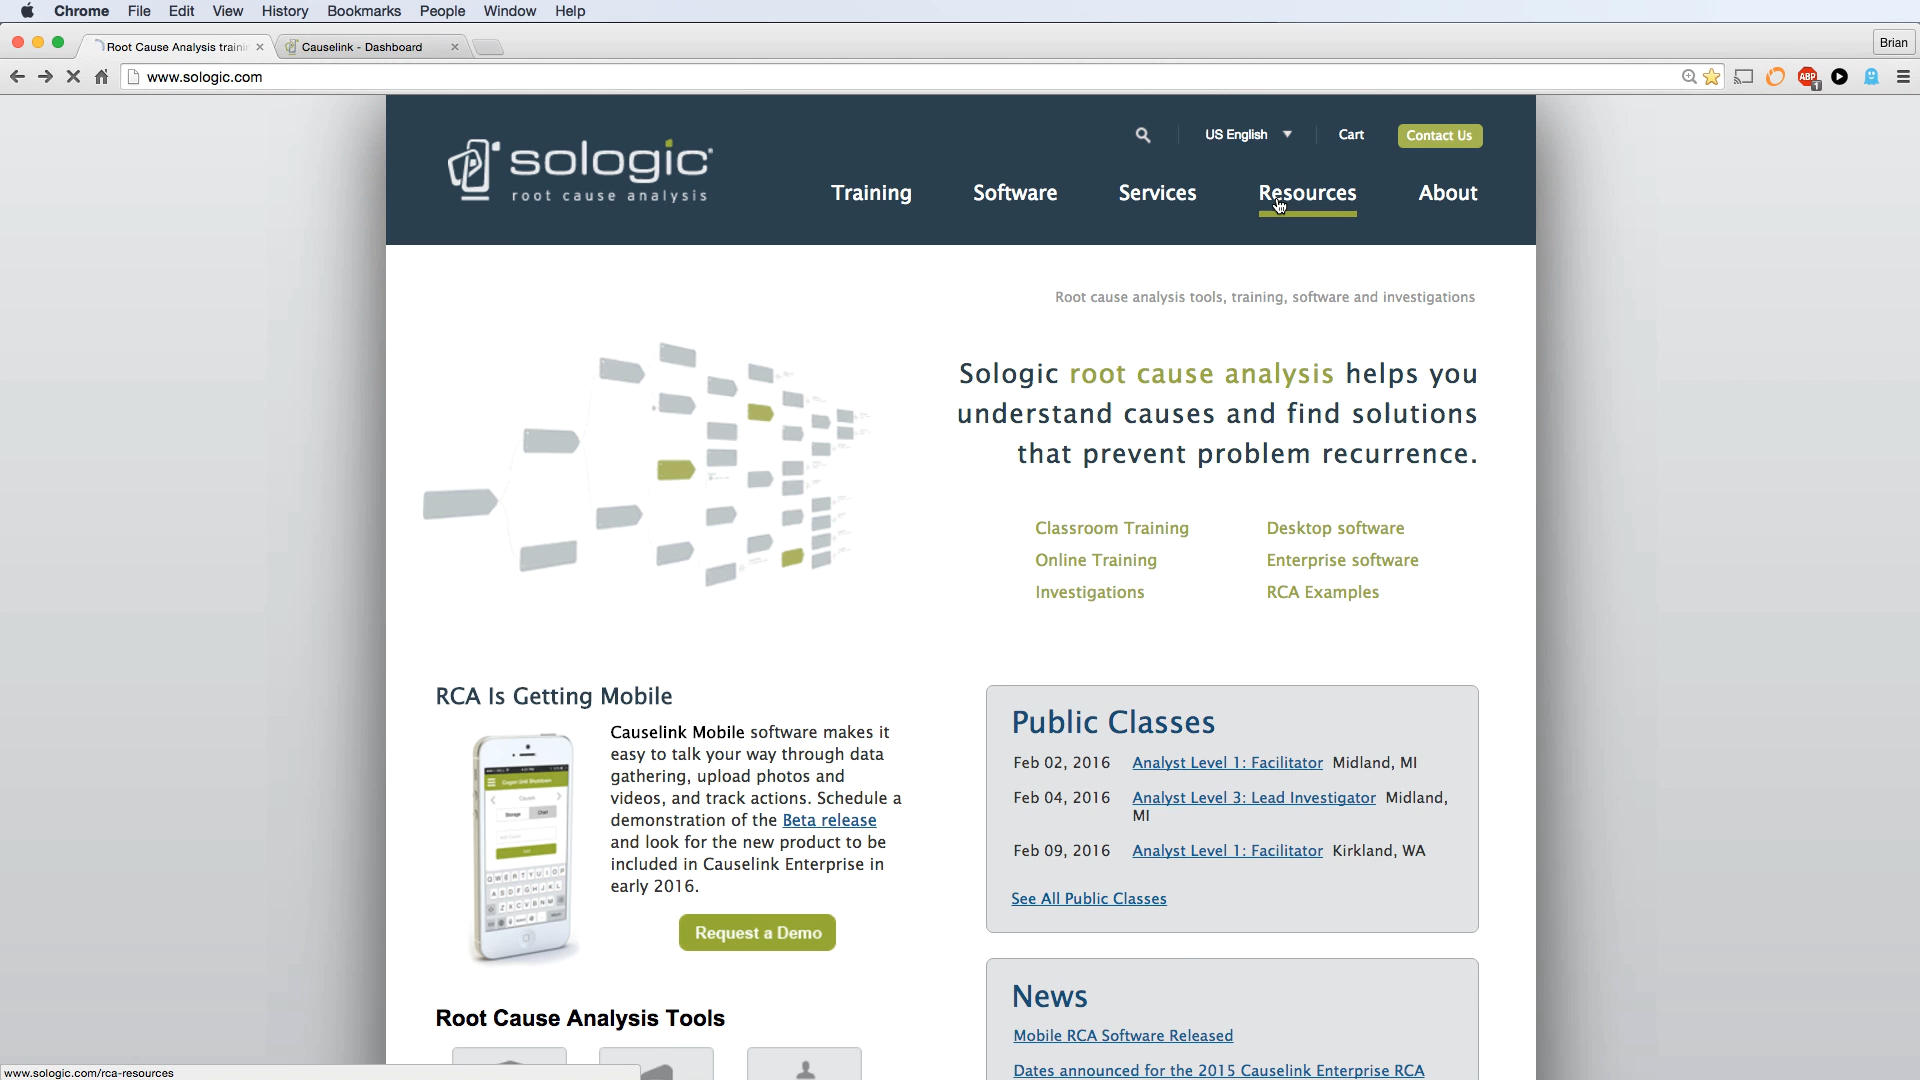 Chrome File Edit View History Bookmarks People Window Help
Root Cause Analysis trainin
Causelink - Dashboard
Brian
www.sologic.com
ABP
1
sologic
root cause analysis
US English
Cart
Contact Us
Training
Software
Services
Resources
About
Root cause analysis tools, training, software and investigations
Sologic root cause analysis helps you
understand causes and find solutions
that prevent problem recurrence.
Classroom Training
Desktop software
Online Training
Enterprise software
Investigations
RCA Examples
RCA Is Getting Mobile
Causelink Mobile software makes it
easy to talk your way through data
gathering, upload photos and
videos, and track actions. Schedule a
demonstration of the Beta release
and look for the new product to be
included in Causelink Enterprise in
early 2016.
Request a Demo
Public Classes
Feb 02, 2016 Analyst Level 1: Facilitator Midland, MI
Feb 04, 2016 Analyst Level 3: Lead Investigator Midland,
MI
Feb 09, 2016 Analyst Level 1: Facilitator Kirkland, WA
See All Public Classes
News
Mobile RCA Software Released
Dates announced for the 2015 Causelink Enterprise RCA
Root Cause Analysis Tools
www.sologic.com/rca-resources